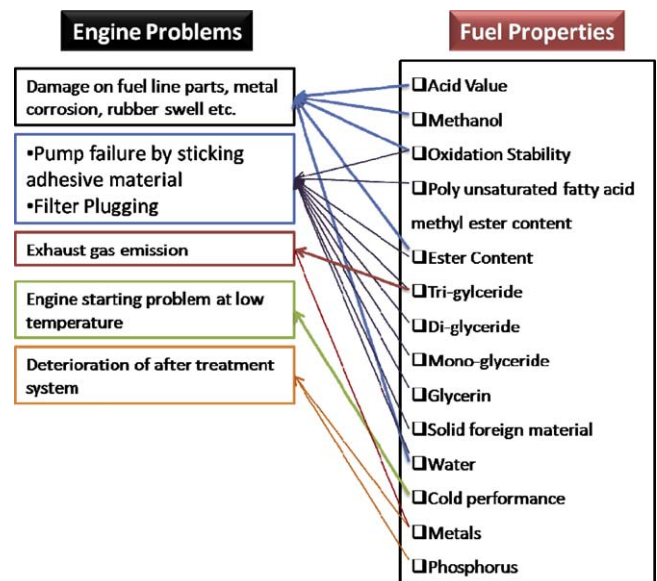 Engine Problems
Fuel Properties
Damage on fuel line parts, metal
corrosion, rubber swell etc.
•Pump failure by sticking
adhesive material
•Filter Plugging
Exhaust gas emission
Engine starting problem at low
temperature
Deterioration of after treatment
system
❑Acid Value
❑Methanol
❑Oxidation Stability
❑Poly unsaturated fatty acid
methyl ester content
❑Ester Content
❑Tri-gylceride
❑Di-glyceride
❑Mono-glyceride
❑Glycerin
❑Solid foreign material
❑Water
❑Cold performance
❑Metals
❑Phosphorus